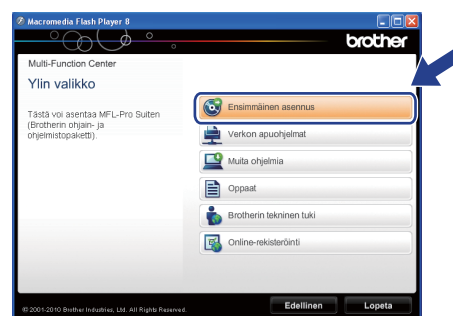 Macromedia Flash Player 8
brother
Multi-Function Center
Ylin valikko
Tästä voi asentaa MFL-Pro Suiten
(Brotherin ohjain- ja
ohjelmistopaketti).
Ensimmäinen asennus
Verkon apuohjelmat
Muita ohjelmia
Oppaat
Brotherin tekninen tuki
Online-rekisteröinti
© 2001-2010 Brother Industries, Ltd. All Rights Reserved.
Edellinen
Lopeta